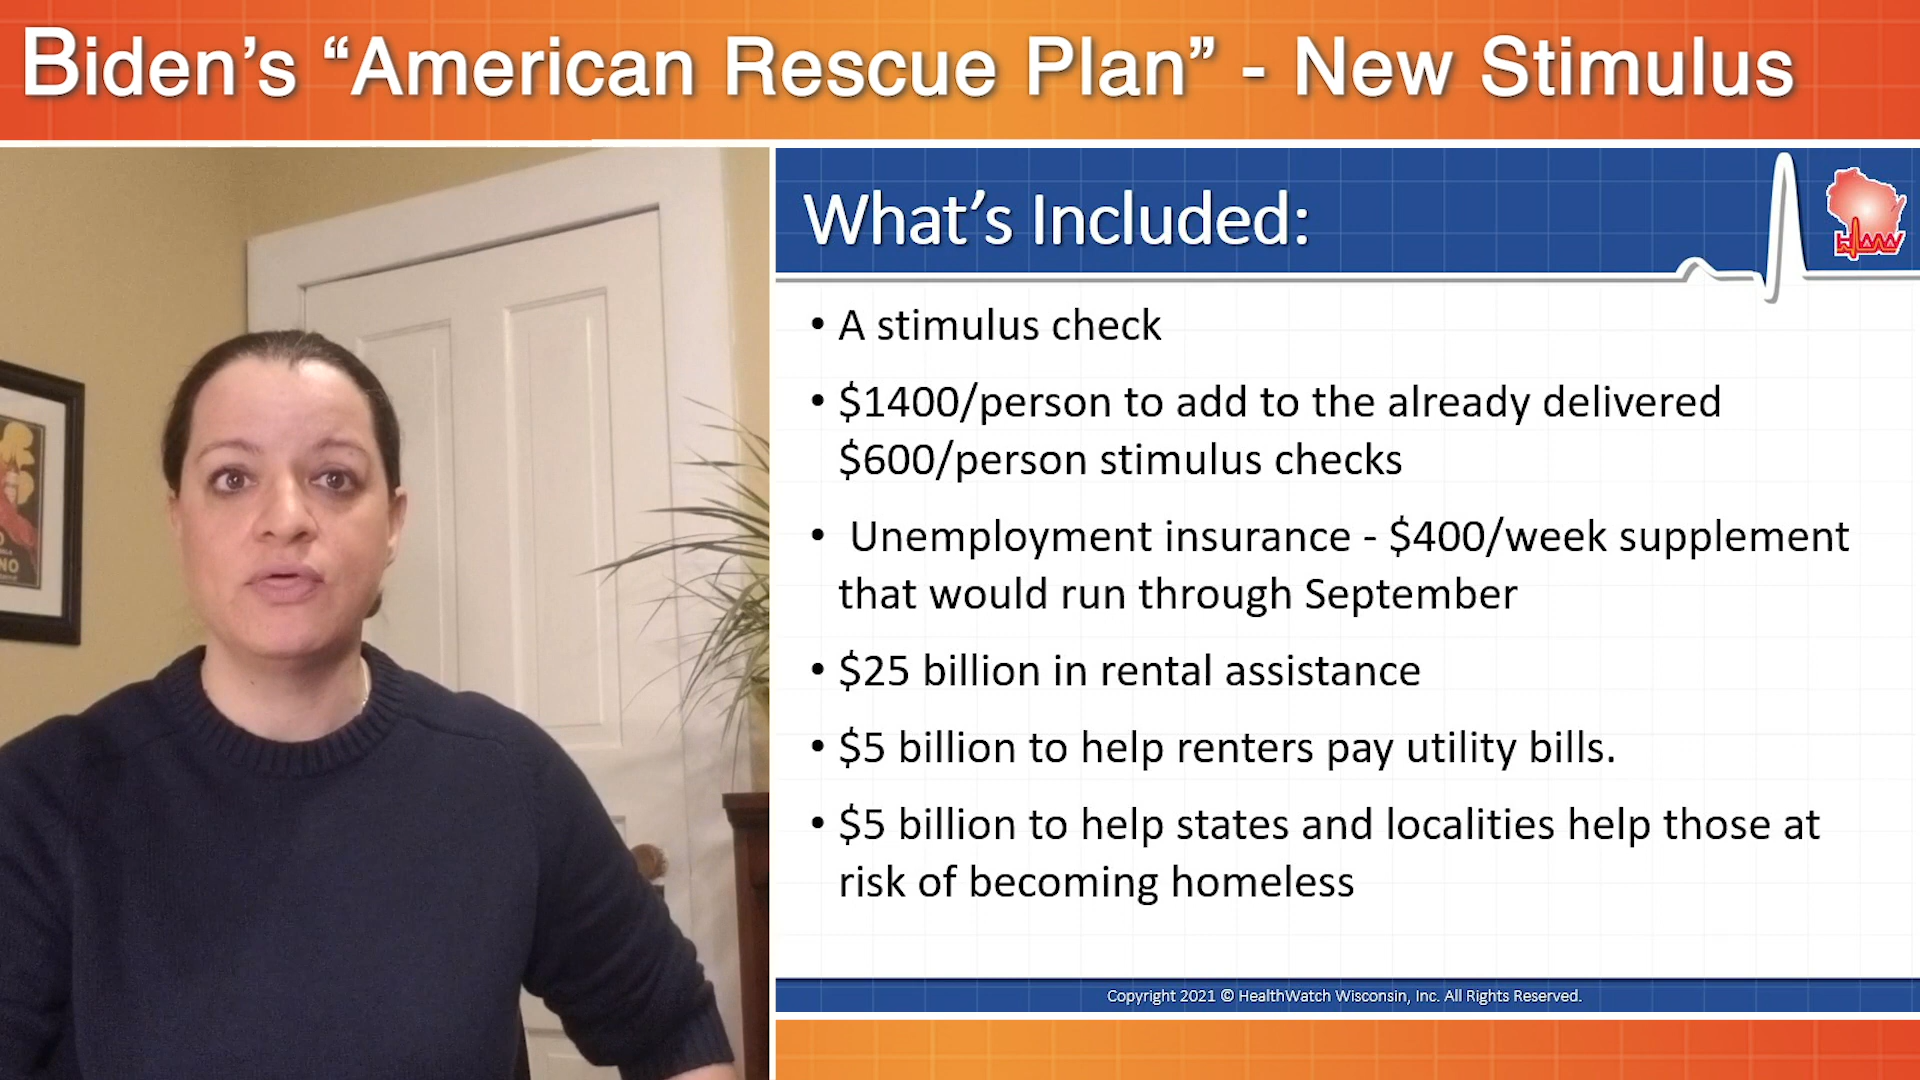 Biden's “American Rescue Plan” - New Stimulus
What's Included:
• A stimulus check
• $1400/person to add to the already delivered
$600/person stimulus checks
• Unemployment insurance - $400/week supplement
that would run through September
• $25 billion in rental assistance
• $5 billion to help renters pay utility bills.
• $5 billion to help states and localities help those at
risk of becoming homeless
Copyright 2021 © HealthWatch Wisconsin, Inc. All Rights Reserved.
NO